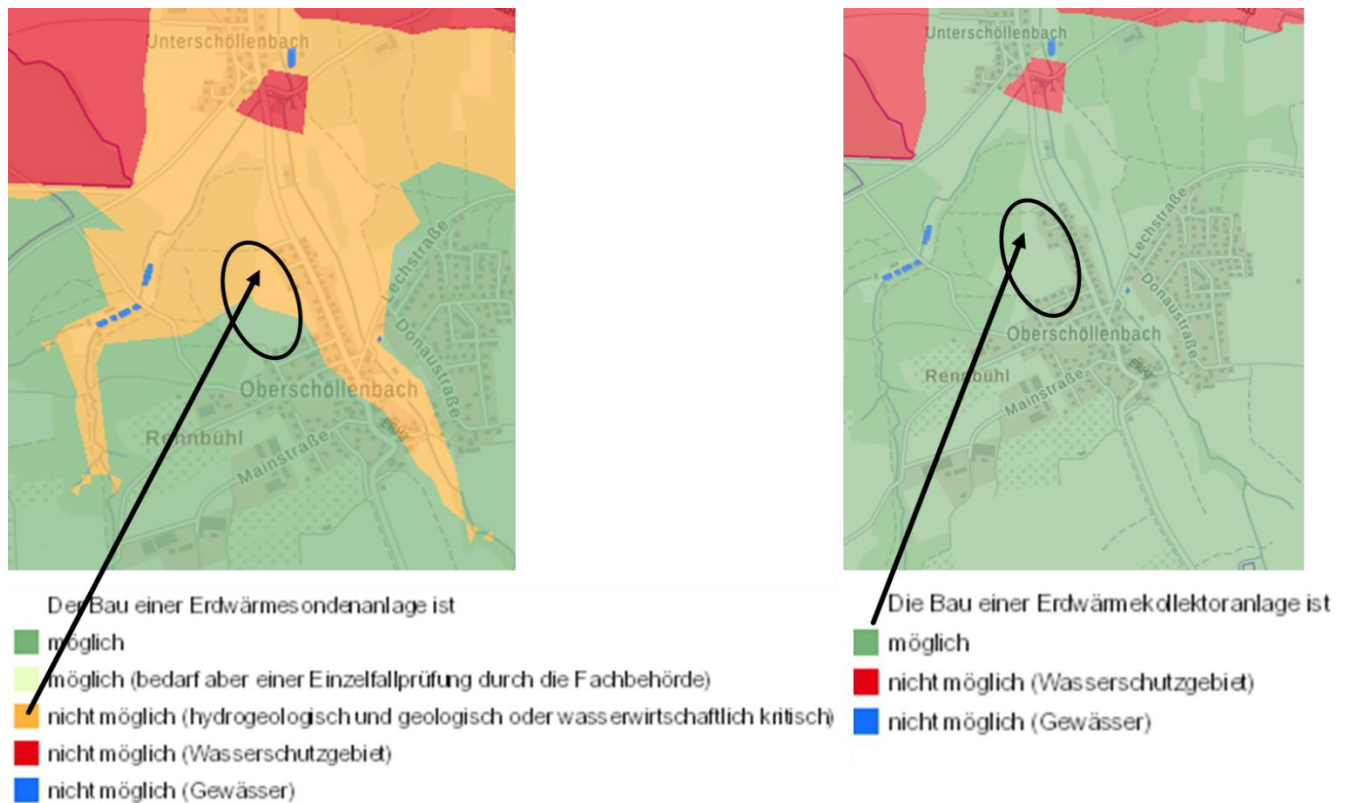 Unterschöllenbach
Lechstraße
Donaustraße
Oberschöllenbach
Rennbühl
Mainstraße
Der Bau einer Erdwärmesondenanlage ist
möglich
möglich (bedarf aber einer Einzelfallprüfung durch die Fachbehörde)
nicht möglich (hydrogeologisch und geologisch oder wasserwirtschaftlich kritisch)
nicht möglich (Wasserschutzgebiet)
nicht möglich (Gewässer)
Unterschöllenbach
Lechstraße
Donaustraße
Oberschöllenbach
Rennbühl
Mainstraße
Die Bau einer Erdwärmekollektoranlage ist
möglich
nicht möglich (Wasserschutzgebiet)
nicht möglich (Gewässer)